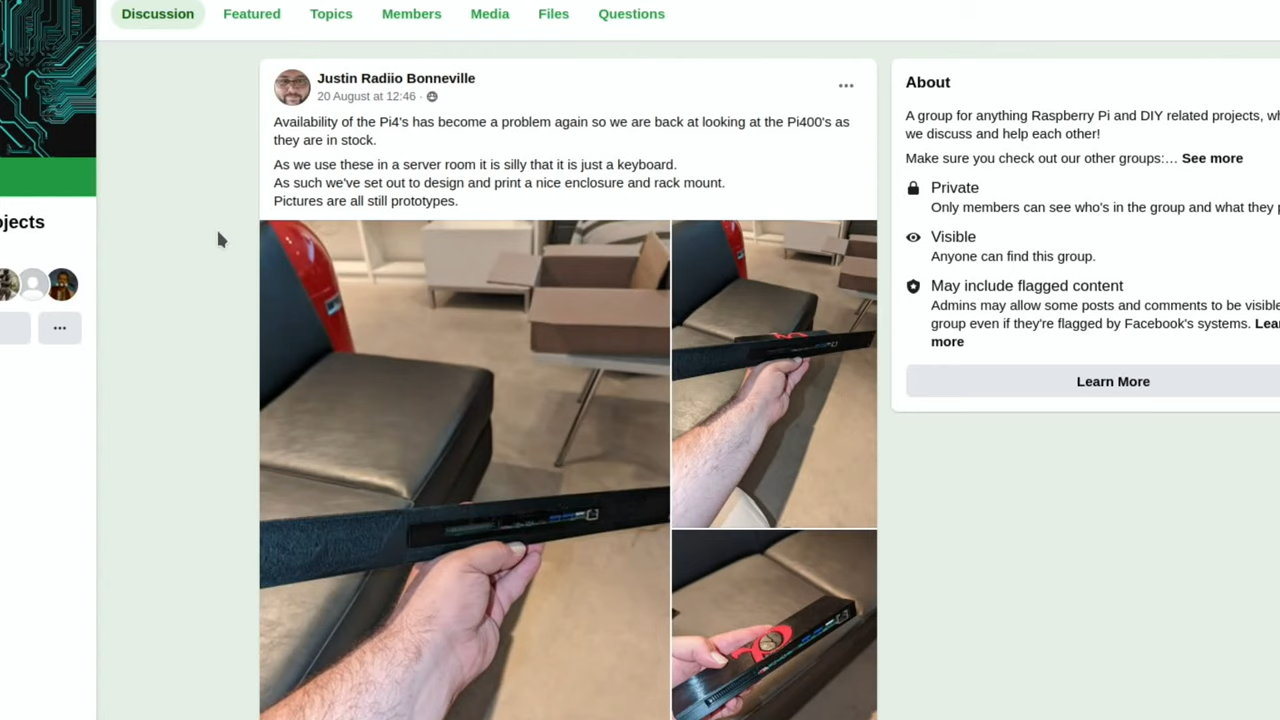 Discussion
Featured
Topics
Members
Media
Files
Questions
Justin Radiio Bonneville
20 August at 12:46 ·
Availability of the Pi4's has become a problem again so we are back at looking at the Pi400's as
they are in stock.
As we use these in a server room it is silly that it is just a keyboard.
As such we've set out to design and print a nice enclosure and rack mount.
Pictures are all still prototypes.
About
A group for anything Raspberry Pi and DIY related projects,
we discuss and help each other!
Make sure you check out our other groups:… See more
Private
Only members can see who's in the group and what they
Visible
Anyone can find this group.
May include flagged content
Admins may allow some posts and comments to be visible
group even if they're flagged by Facebook's systems.
more
Learn More